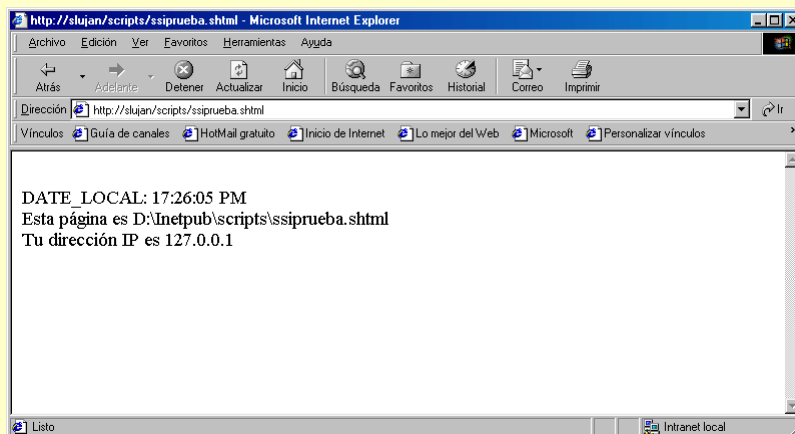 http://slujan/scripts/ssiprueba.shtml - Microsoft Internet Explorer
Archivo Edición Ver Favoritos Herramientas Ayuda
Atrás Adelante Detener Actualizar Inicio Búsqueda Favoritos Historial Correo Imprimir
Dirección http://slujan/scripts/ssiprueba.shtml Ir
Vínculos Guía de canales HotMail gratuito Inicio de Internet Lo mejor del Web Microsoft Personalizar vínculos »
DATE_LOCAL: 17:26:05 PM
Esta página es D:\Inetpub\scripts\ssiprueba.shtml
Tu dirección IP es 127.0.0.1
Listo Intranet local